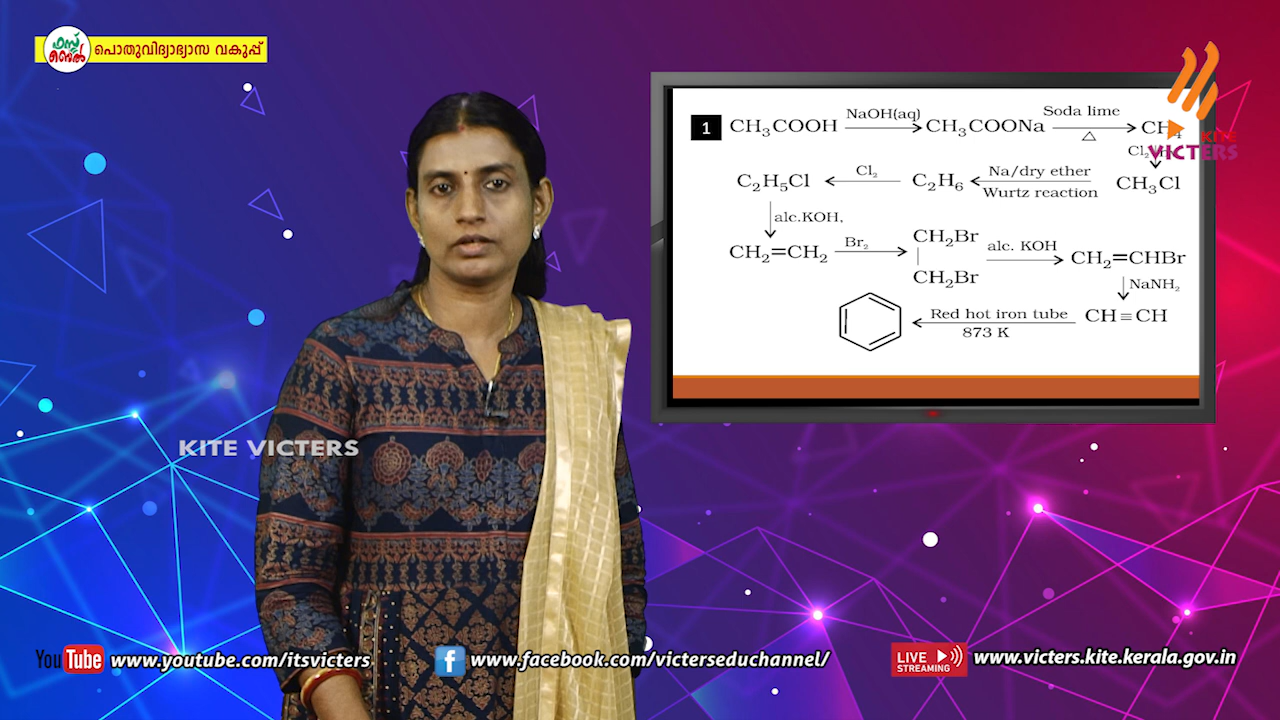 ഫസ്റ്റ് ബെൽ
പൊതുവിദ്യാഭ്യാസ വകുപ്പ്
1 CH₃COOH NaOH(aq) CH₃COONa Soda lime △ CH₄
Cl₂
C₂H₅Cl Cl₂ C₂H₆ Na/dry ether Wurtz reaction CH₃Cl
alc.KOH,
CH₂=CH₂ Br₂ CH₂Br CH₂Br alc. KOH CH₂=CHBr
NaNH₂
Red hot iron tube 873 K CH≡CH
KITE VICTERS
KITE VICTERS
YouTube www.youtube.com/itsvicters
f www.facebook.com/victerseduchannel/
LIVE STREAMING www.victers.kite.kerala.gov.in